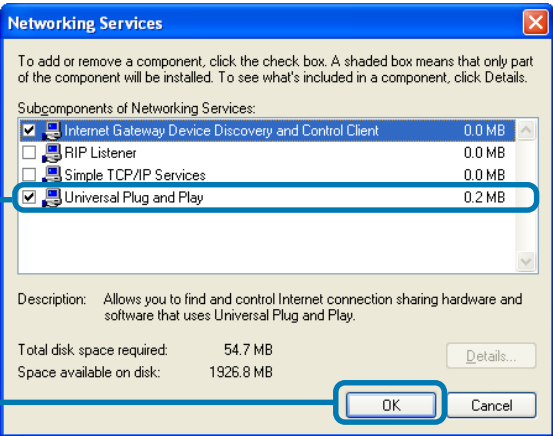 Networking Services
To add or remove a component, click the check box. A shaded box means that only part
of the component will be installed. To see what's included in a component, click Details.
Subcomponents of Networking Services:
Internet Gateway Device Discovery and Control Client 0.0 MB
RIP Listener 0.0 MB
Simple TCP/IP Services 0.0 MB
Universal Plug and Play 0.2 MB
Description: Allows you to find and control Internet connection sharing hardware and
software that uses Universal Plug and Play.
Total disk space required: 54.7 MB
Details...
Space available on disk: 1926.8 MB
OK Cancel